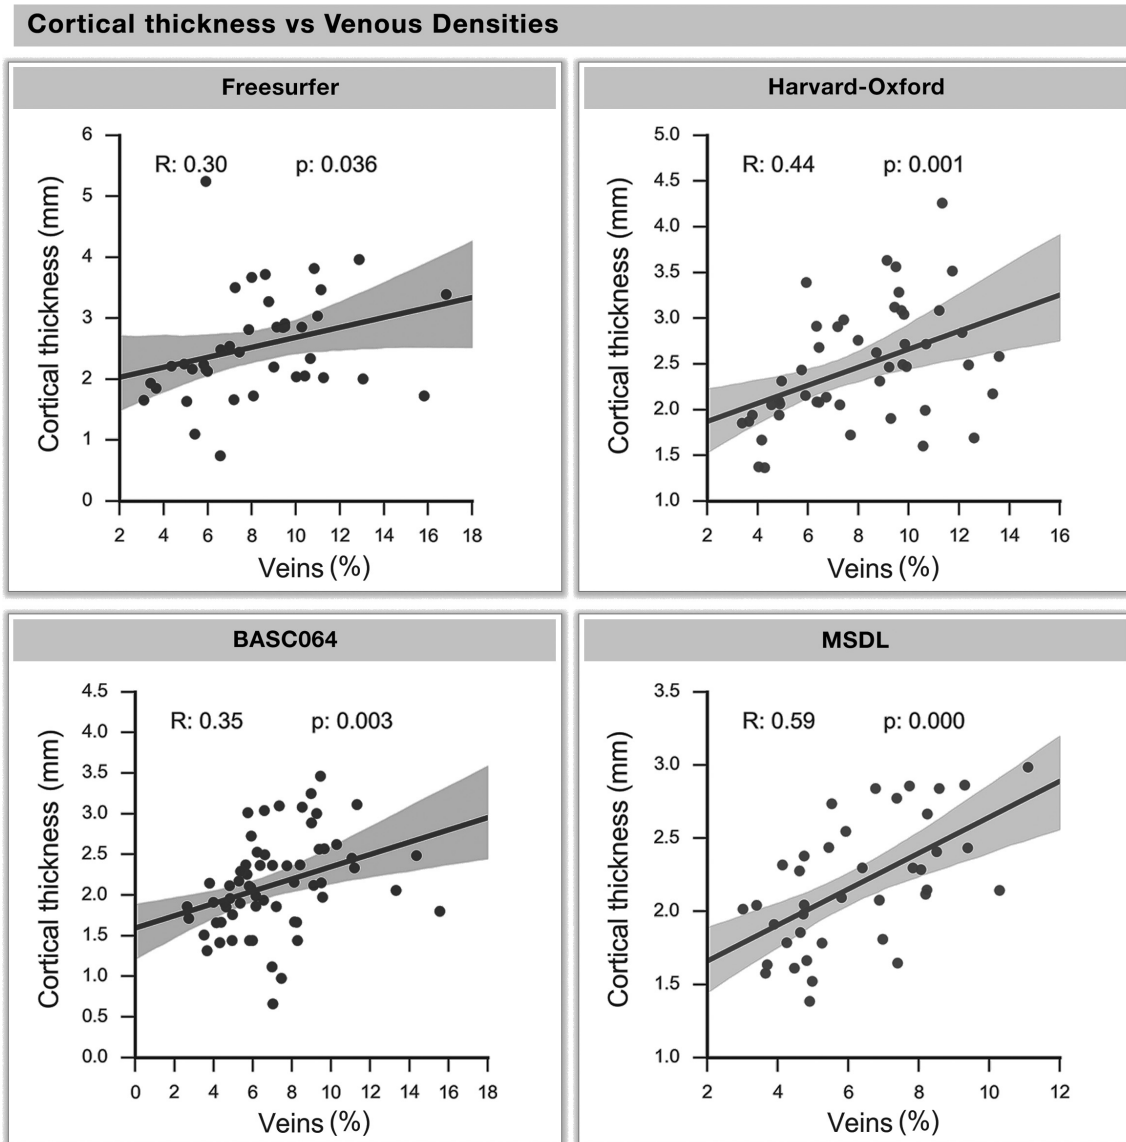 Cortical thickness vs Venous Densities
Freesurfer
R: 0.30 p: 0.036
Cortical thickness (mm)
6
5
4
3
2
1
0
2 4 6 8 10 12 14 16 18
Veins (%)
Harvard-Oxford
R: 0.44 p: 0.001
Cortical thickness (mm)
5.0
4.5
4.0
3.5
3.0
2.5
2.0
1.5
1.0
2 4 6 8 10 12 14 16
Veins (%)
BASC064
R: 0.35 p: 0.003
Cortical thickness (mm)
4.5
4.0
3.5
3.0
2.5
2.0
1.5
1.0
0.5
0.0
0 2 4 6 8 10 12 14 16 18
Veins (%)
MSDL
R: 0.59 p: 0.000
Cortical thickness (mm)
3.5
3.0
2.5
2.0
1.5
1.0
2 4 6 8 10 12
Veins (%)